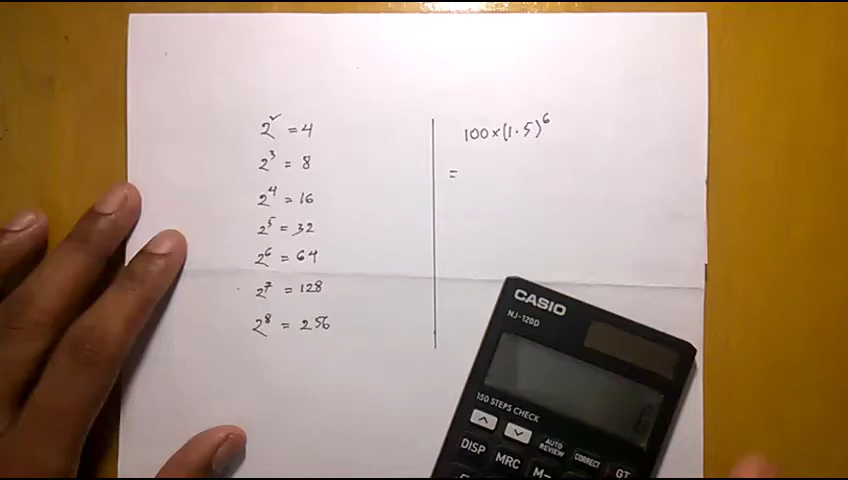 2² = 4
2³ = 8
2⁴ = 16
2⁵ = 32
2⁶ = 64
2⁷ = 128
2⁸ = 256
100×(1.5)⁶
=
CASIO
NJ-120D
150 STEPS CHECK
AUTO REVIEW
CORRECT
GT
DISP
MRC
M-